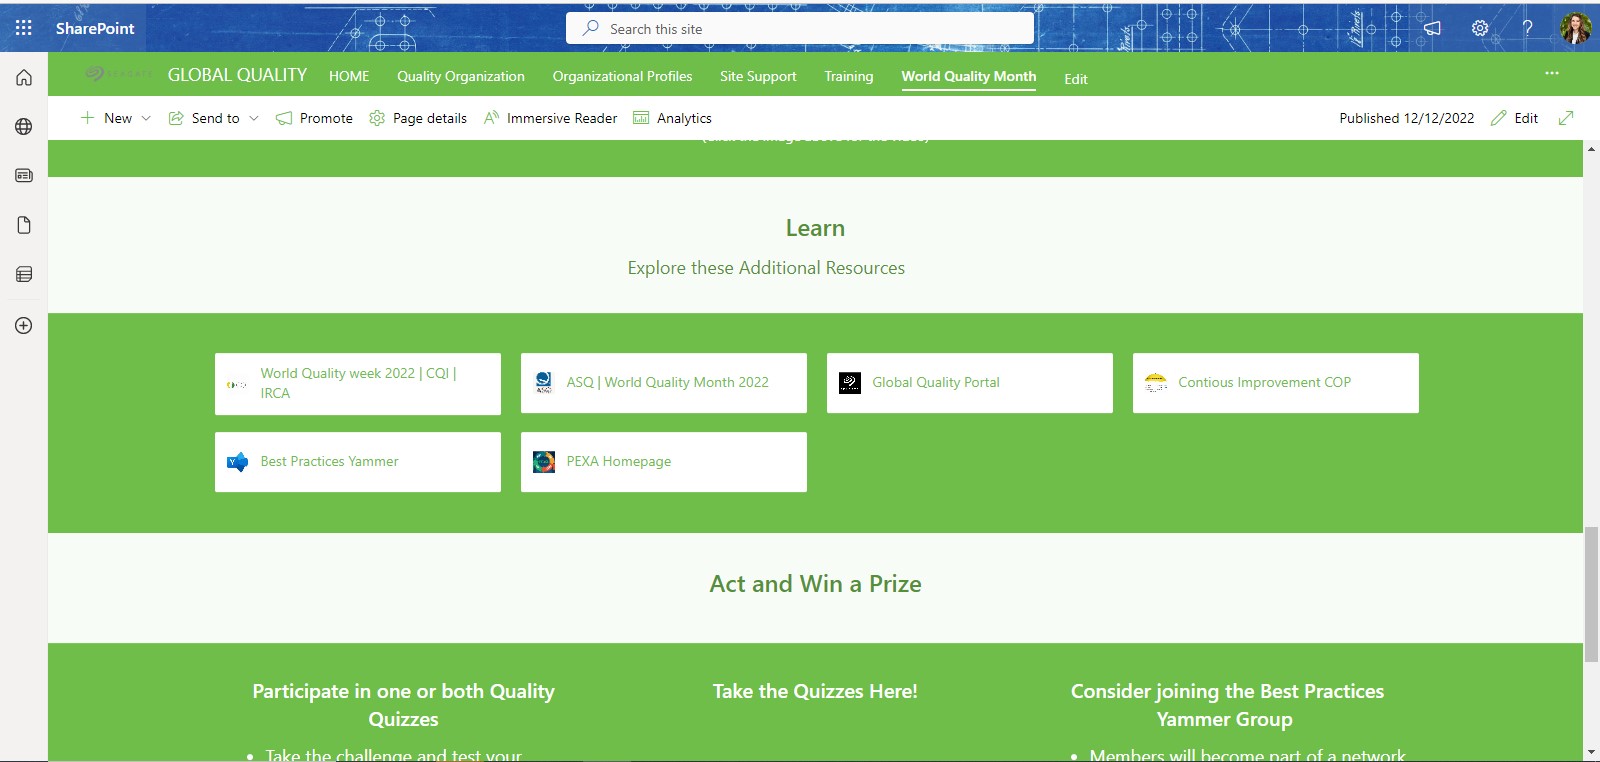 SharePoint
Search this site
SEAGATE
GLOBAL QUALITY
HOME
Quality Organization
Organizational Profiles
Site Support
Training
World Quality Month
Edit
New
Send to
Promote
Page details
Immersive Reader
Analytics
Published 12/12/2022
Edit
Learn
Explore these Additional Resources
World Quality week 2022 | CQI |
IRCA
ASQ | World Quality Month 2022
Global Quality Portal
Contious Improvement COP
Best Practices Yammer
PEXA Homepage
Act and Win a Prize
Participate in one or both Quality
Quizzes
• Take the challenge and test your
Take the Quizzes Here!
Consider joining the Best Practices
Yammer Group
• Members will become part of a network